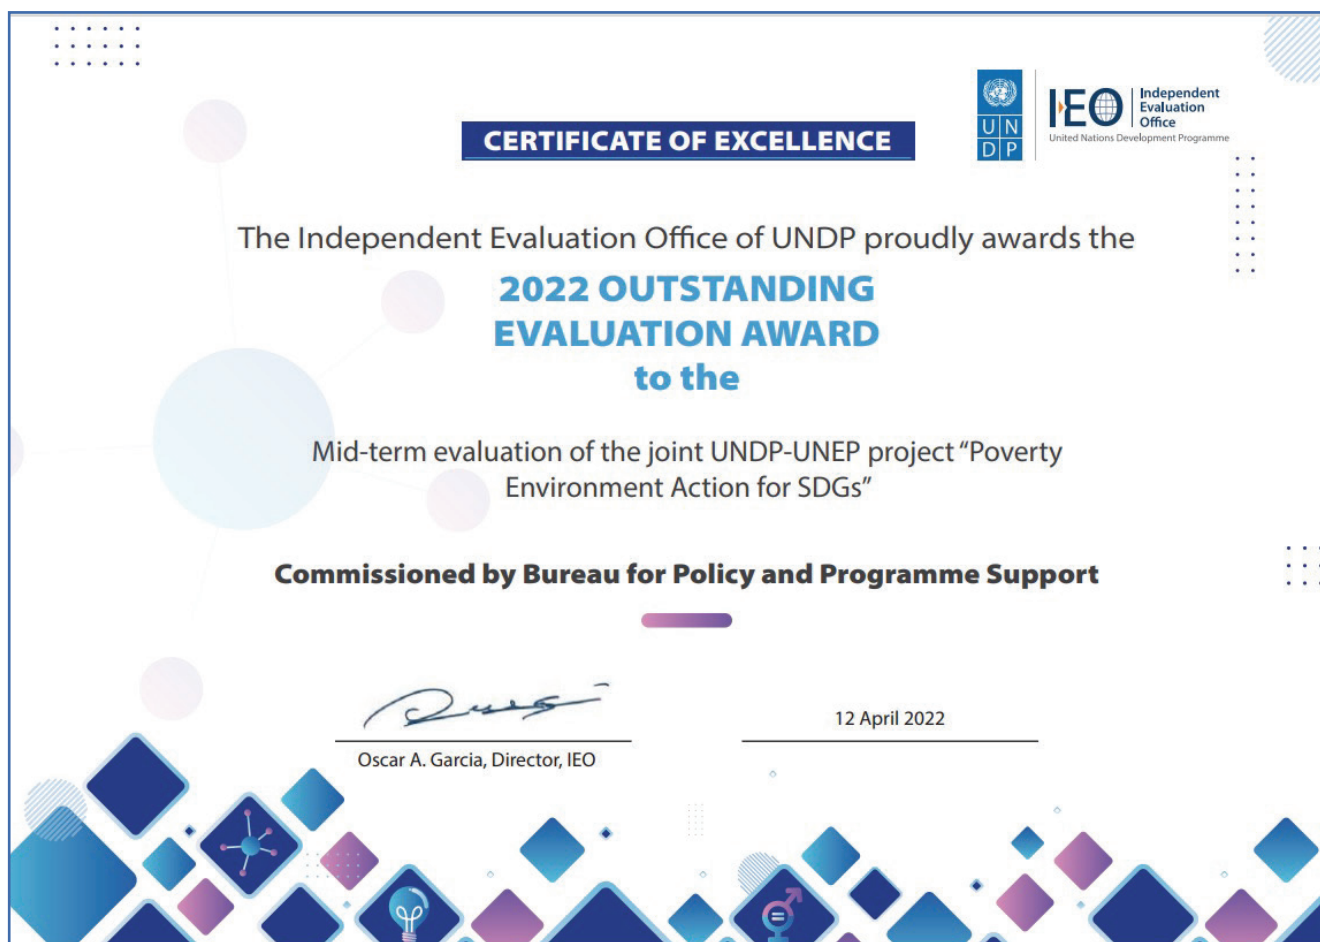 UN
DP
IEO
Independent
Evaluation
Office
United Nations Development Programme
CERTIFICATE OF EXCELLENCE
The Independent Evaluation Office of UNDP proudly awards the
2022 OUTSTANDING
EVALUATION AWARD
to the
Mid-term evaluation of the joint UNDP-UNEP project “Poverty
Environment Action for SDGs”
Commissioned by Bureau for Policy and Programme Support
12 April 2022
Oscar A. Garcia, Director, IEO